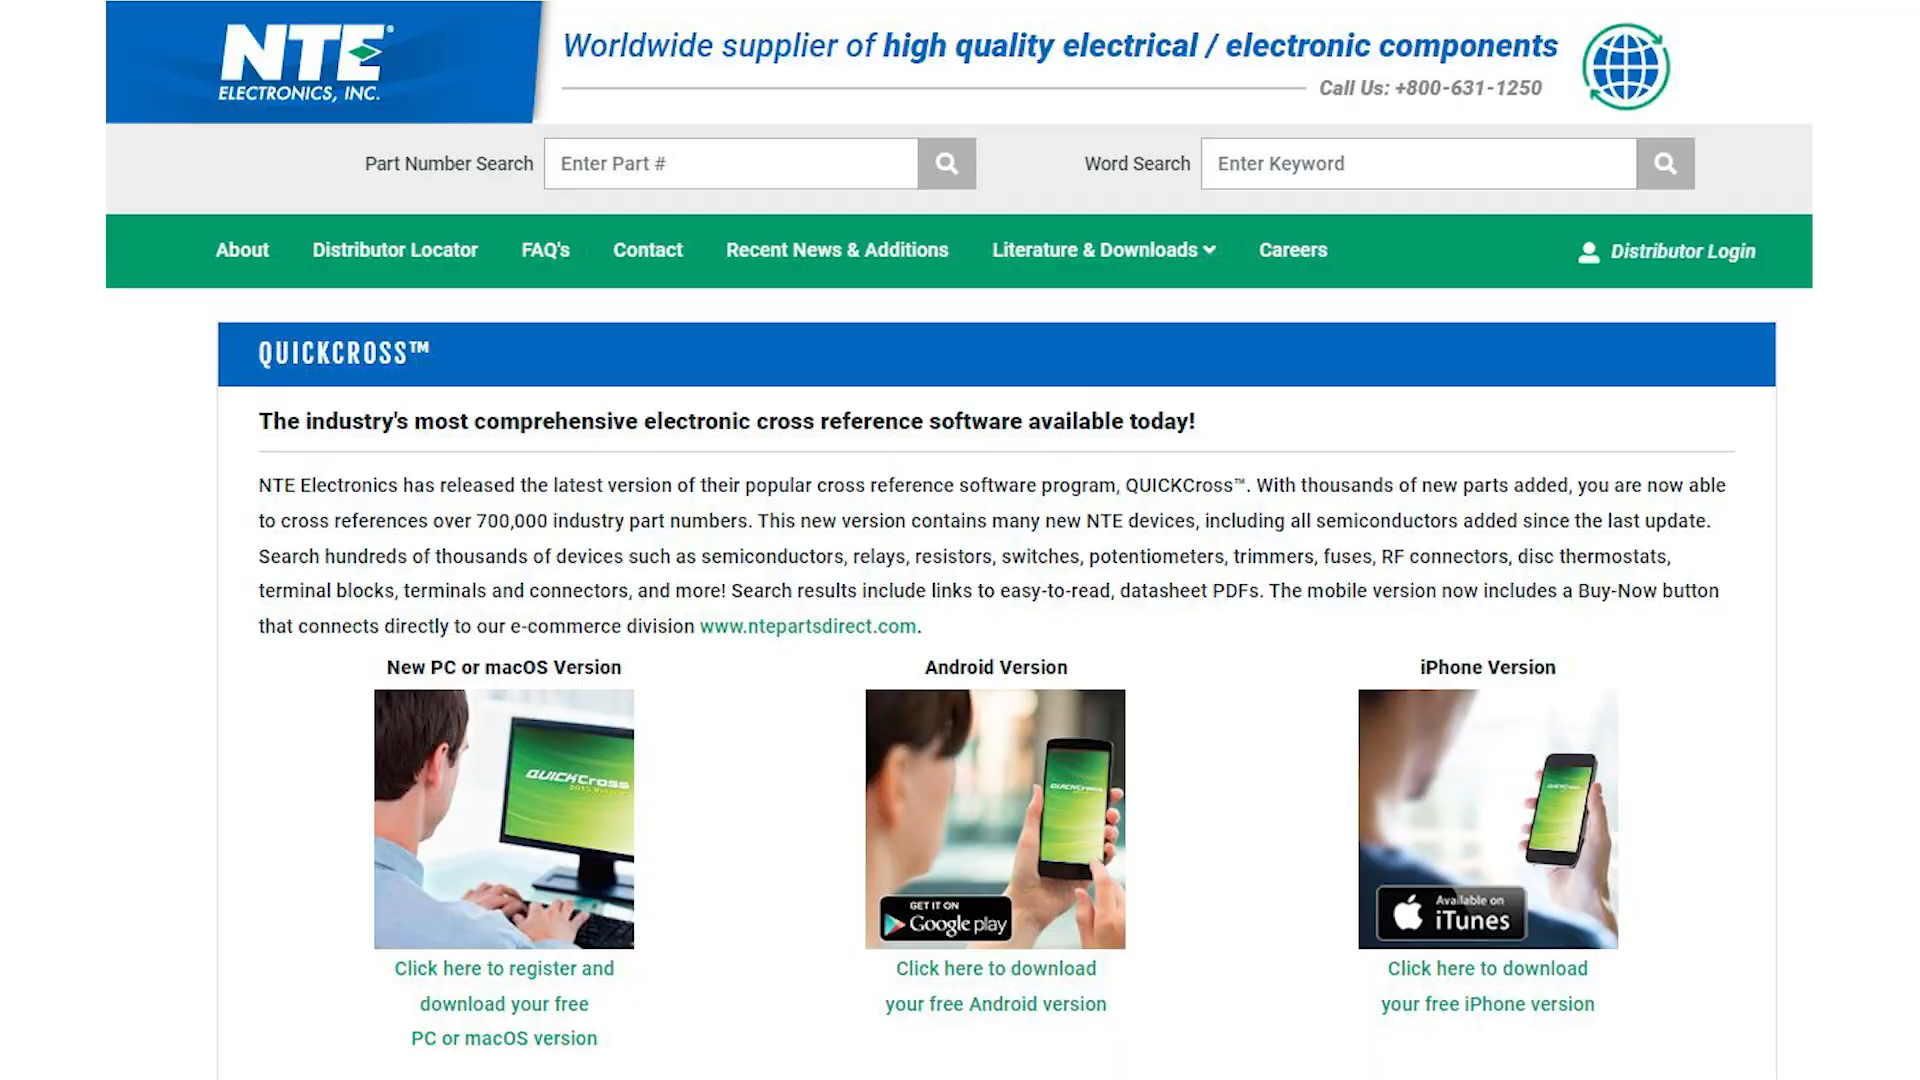 NTE®
ELECTRONICS, INC.
Worldwide supplier of high quality electrical / electronic components
Call Us: +800-631-1250
Part Number Search Enter Part # Word Search Enter Keyword
About Distributor Locator FAQ's Contact Recent News & Additions Literature & Downloads Careers Distributor Login
QUICKCROSS™
The industry's most comprehensive electronic cross reference software available today!
NTE Electronics has released the latest version of their popular cross reference software program, QUICKCross™. With thousands of new parts added, you are now able
to cross references over 700,000 industry part numbers. This new version contains many new NTE devices, including all semiconductors added since the last update.
Search hundreds of thousands of devices such as semiconductors, relays, resistors, switches, potentiometers, trimmers, fuses, RF connectors, disc thermostats,
terminal blocks, terminals and connectors, and more! Search results include links to easy-to-read, datasheet PDFs. The mobile version now includes a Buy-Now button
that connects directly to our e-commerce division www.ntepartsdirect.com.
New PC or macOS Version Android Version iPhone Version
QUICKCross
QUICKCross
QUICKCross
GET IT ON
Google play
Available on
iTunes
Click here to register and
download your free
PC or macOS version
Click here to download
your free Android version
Click here to download
your free iPhone version